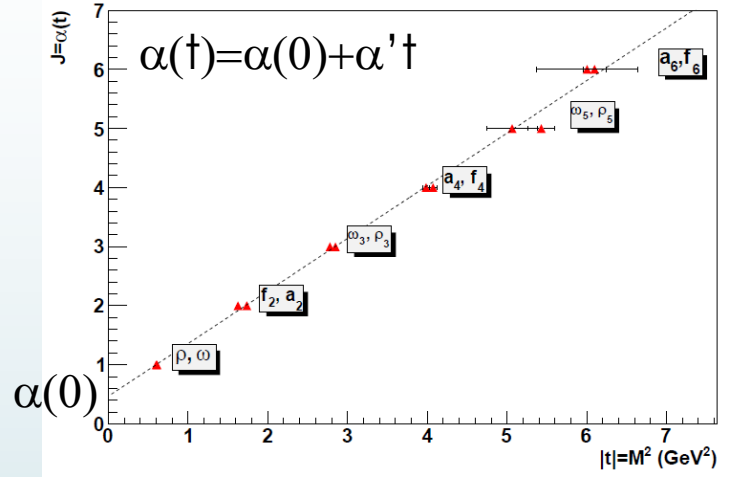 α(t)=α(0)+α't
J=α(t)
7
6
5
4
3
2
1
0
a₆,f₆
ω₅, ρ₅
a₄, f₄
ω₃, ρ₃
f₂, a₂
ρ, ω
α(0)
0 1 2 3 4 5 6 7
|t|=M² (GeV²)